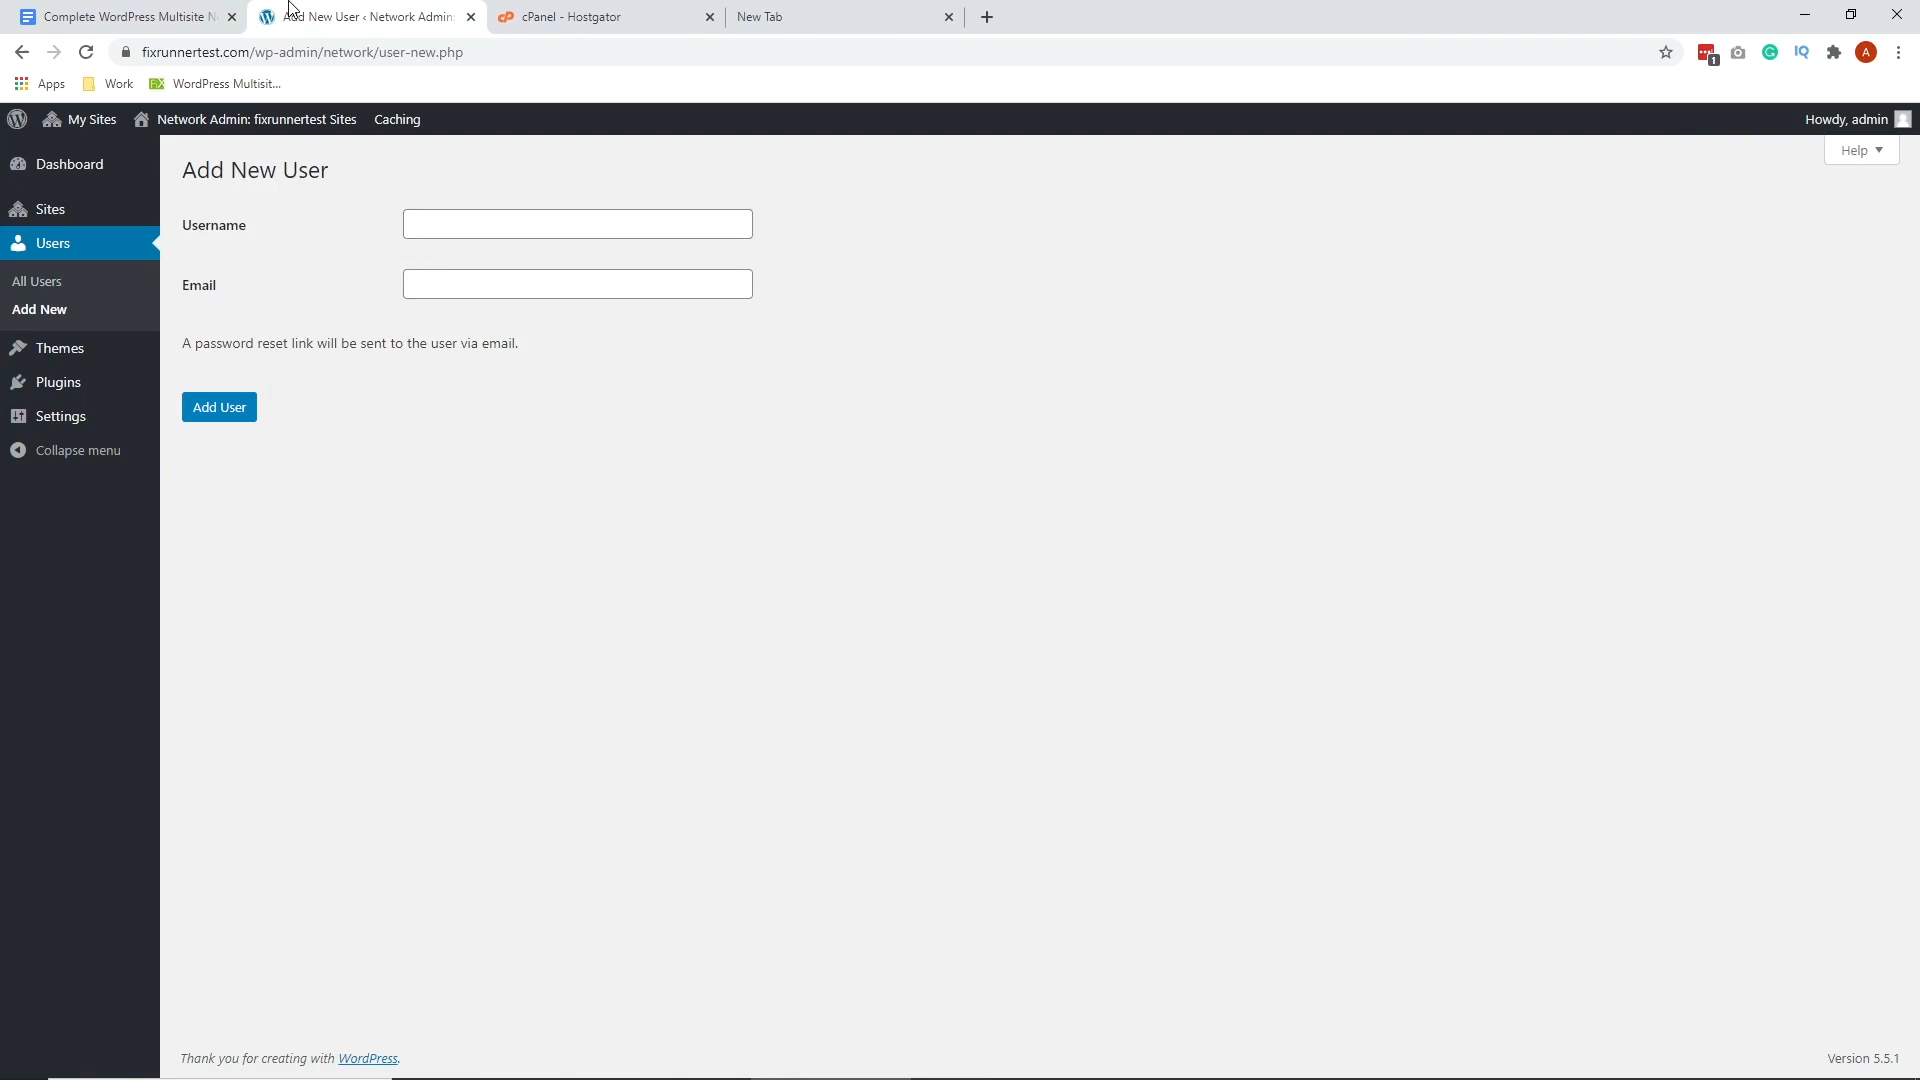 Complete WordPress Multisite N
Add New User ‹ Network Admin:
cPanel - Hostgator
New Tab
fixrunnertest.com/wp-admin/network/user-new.php
1
A
Apps
Work
FiX
WordPress Multisit...
My Sites
Network Admin: fixrunnertest Sites
Caching
Howdy, admin
Dashboard
Sites
Users
All Users
Add New
Themes
Plugins
Settings
Collapse menu
Help
Add New User
Username
Email
A password reset link will be sent to the user via email.
Add User
Thank you for creating with WordPress.
Version 5.5.1